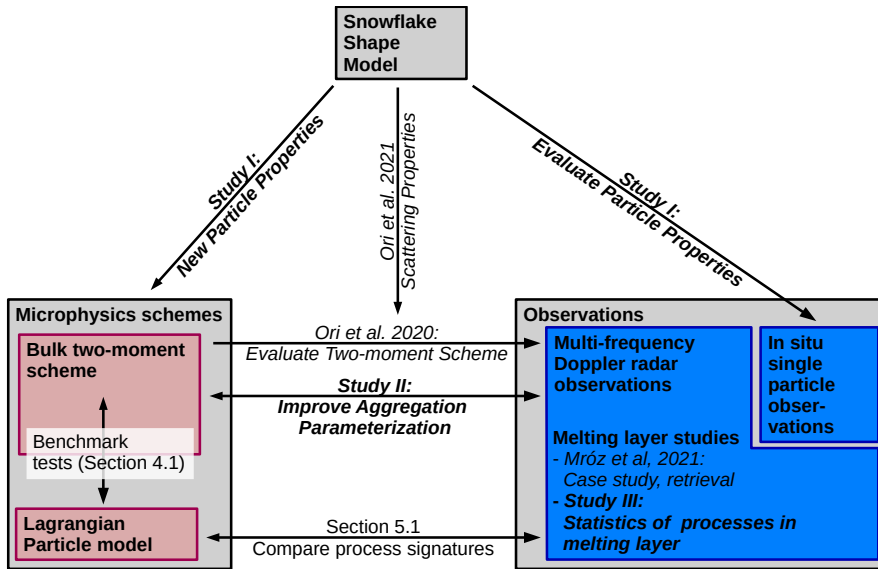 Snowflake
Shape
Model
Study I:
New Particle Properties
Ori et al. 2021
Scattering Properties
Study I:
Evaluate Particle Properties
Microphysics schemes
Bulk two-moment
scheme
Benchmark
tests (Section 4.1)
Lagrangian
Particle model
Ori et al. 2020:
Evaluate Two-moment Scheme
Study II:
Improve Aggregation
Parameterization
Section 5.1
Compare process signatures
Observations
Multi-frequency
Doppler radar
observations
In situ
single
particle
obser-
vations
Melting layer studies
- Mróz et al, 2021:
Case study, retrieval
- Study III:
Statistics of processes in
melting layer